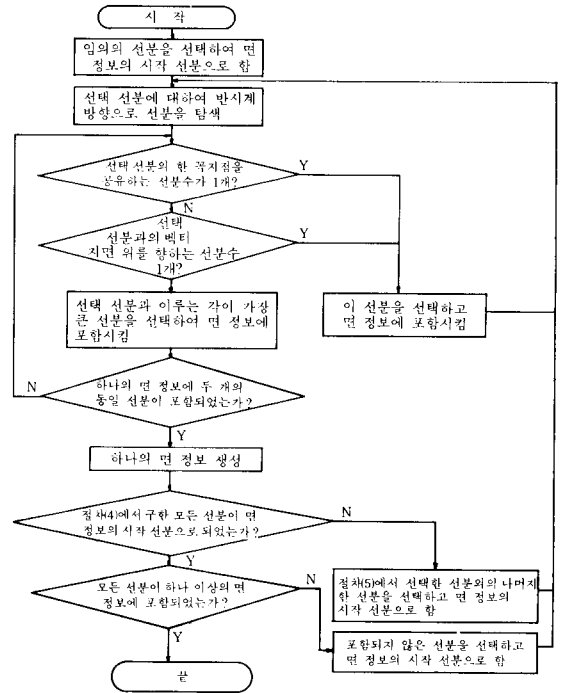 시 작
임의의 선분을 선택하여 면
정보의 시작 선분으로 함
선택 선분에 대하여 반시계
방향으로 선분을 탐색
선택 선분의 한 꼭지점을
공유하는 선분수가 1개?
Y
N
선택
선분과의 벡터
지면 위를 향하는 선분수
1개?
Y
선택 선분과 이루는 각이 가장
큰 선분을 선택하여 면 정보에
포함시킴
이 선분을 선택하고
면 정보에 포함시킴
N
하나의 면 정보에 두 개의
동일 선분이 포함되었는가?
Y
하나의 면 정보 생성
절차(4)에서 구한 모든 선분이 면
정보의 시작 선분으로 되었는가?
N
Y
절차(5)에서 선택한 선분외의 나머지
한 선분을 선택하고 면 정보의
시작 선분으로 함
모든 선분이 하나 이상의 면
정보에 포함되었는가?
N
Y
포함되지 않은 선분을 선택하고
면 정보의 시작 선분으로 함
끝